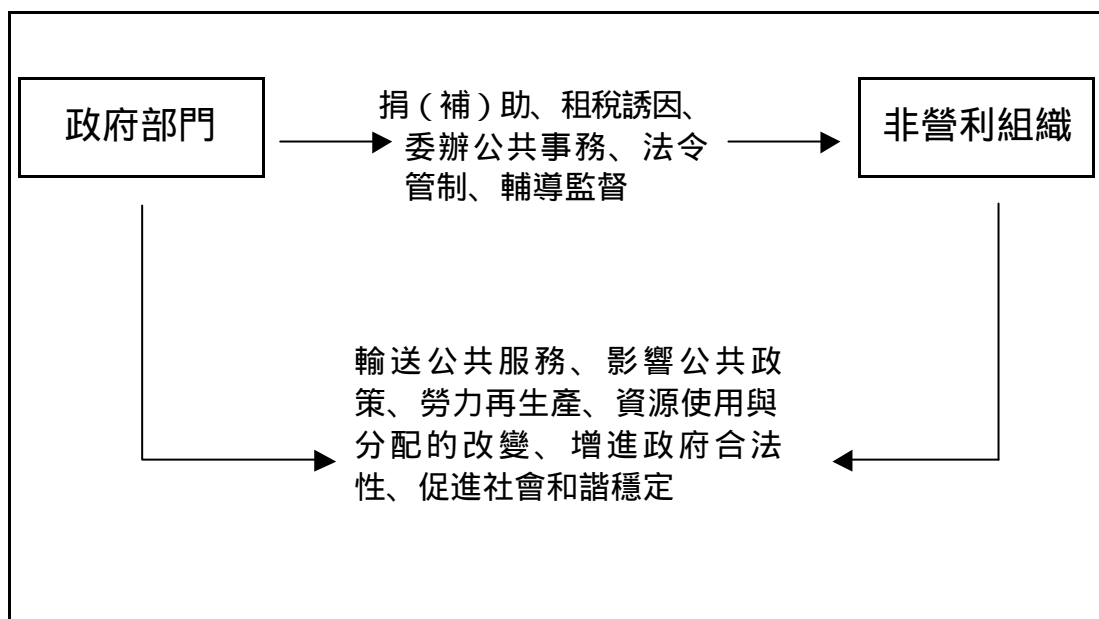 政府部門
捐（補）助、租稅誘因、
委辦公共事務、法令
管制、輔導監督
非營利組織
輸送公共服務、影響公共政
策、勞力再生產、資源使用與
分配的改變、增進政府合法
性、促進社會和諧穩定